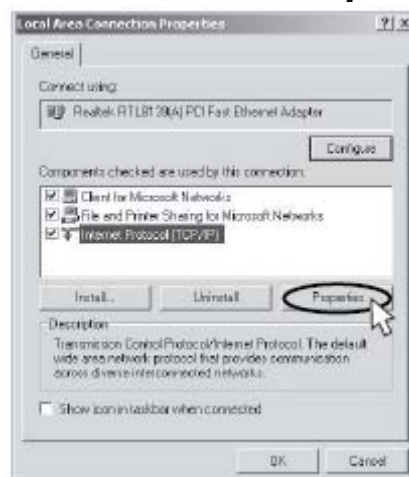 Local Area Connection Properties
General
Connect using:
Realtek RTL8139(A) PCI Fast Ethernet Adapter
Configure
Components checked are used by this connection:
Client for Microsoft Networks
File and Printer Sharing for Microsoft Networks
Internet Protocol (TCP/IP)
Install...
Uninstall
Properties
Description
Transmission Control Protocol/Internet Protocol. The default
wide area network protocol that provides communication
across diverse interconnected networks.
Show icon in taskbar when connected
OK
Cancel